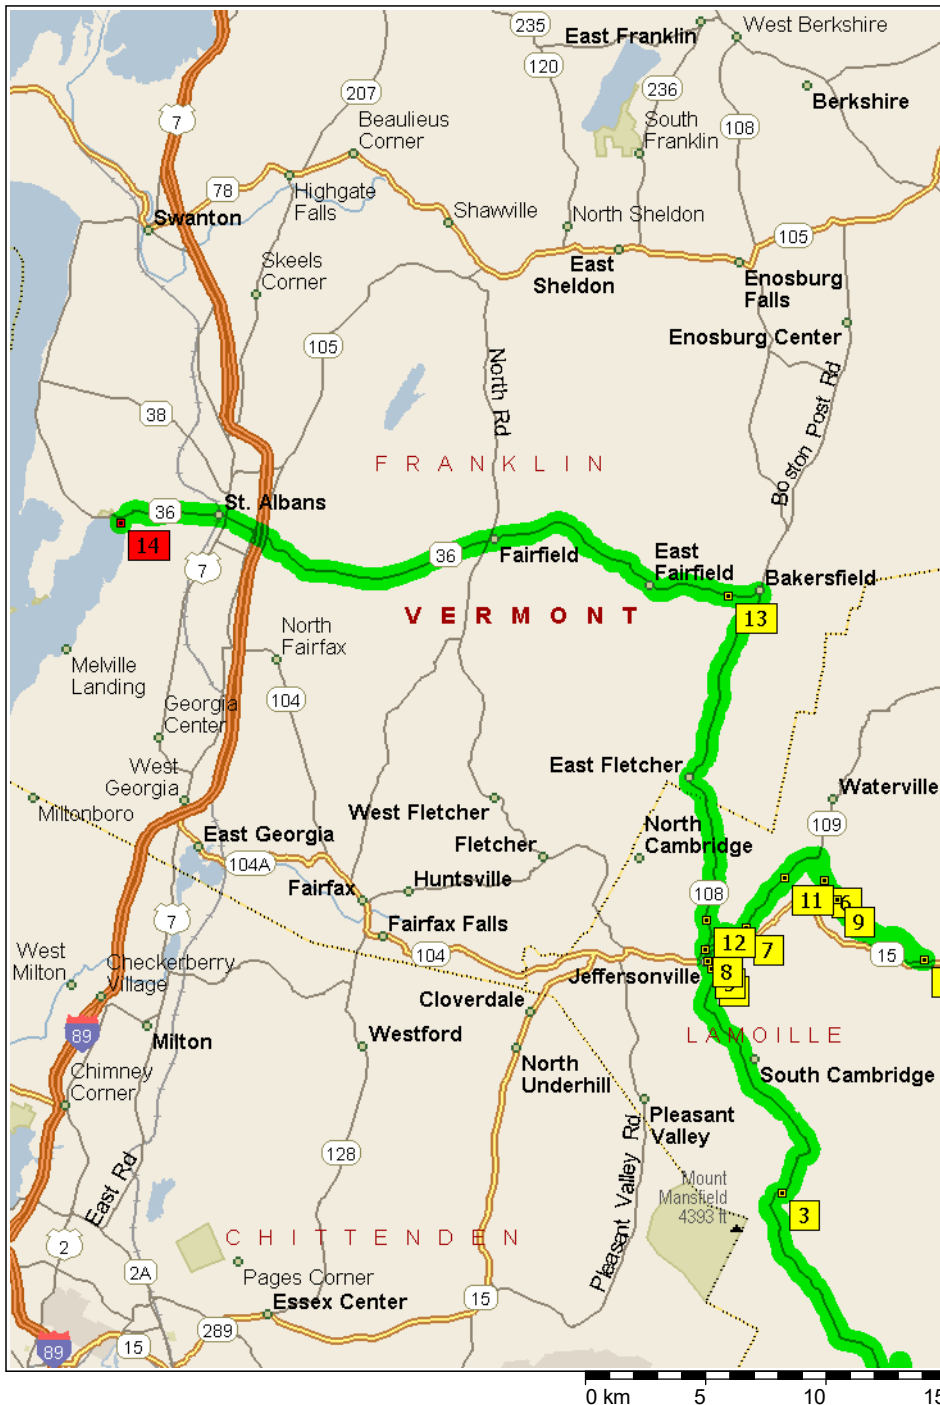 235
East Franklin
West Berkshire
120
236
Berkshire
207
7
Beaulieus
Corner
South
Franklin
108
78
Highgate
Falls
Swanton
Shawville
North Sheldon
105
Skeels
Corner
East
Sheldon
Enosburg
Falls
Enosburg Center
105
North Rd
Boston Post Rd
38
FRANKLIN
36
St. Albans
14
7
36
Fairfield
East
Fairfield
Bakersfield
13
VERMONT
North
Fairfax
Melville
Landing
104
Georgia
Center
West
Georgia
East Fletcher
Miltonboro
West Fletcher
Waterville
East Georgia
Fletcher
North
Cambridge
109
104A
Fairfax
Huntsville
108
11
6
9
7
Fairfax Falls
12
7
104
15
West
Milton
Checkerberry
Village
Jeffersonville
8
5
Cloverdale
89
Milton
Westford
LAMOILLE
North
Underhill
South Cambridge
Chimney
Corner
Pleasant
Valley
128
East Rd
Pleasant Valley Rd
Mount
Mansfield
4393 ft
3
CHITTENDEN
2
2A
Pages Corner
Essex Center
15
289
15
89
0 km 5 10 15